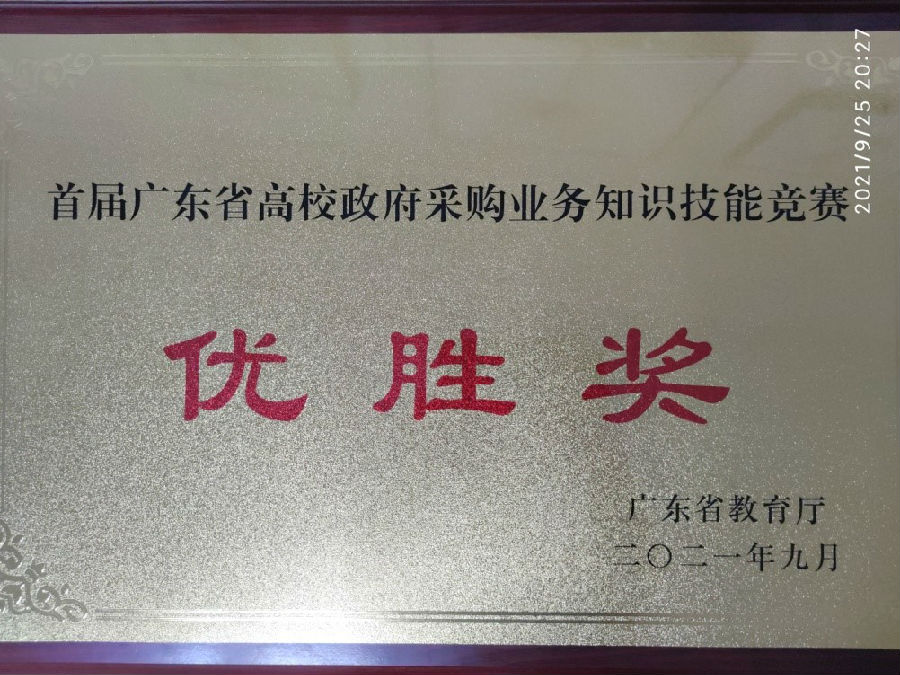 首届广东省高校政府采购业务知识技能竞赛
优胜奖
广东省教育厅
二〇二一年九月
2021/9/25 20:27